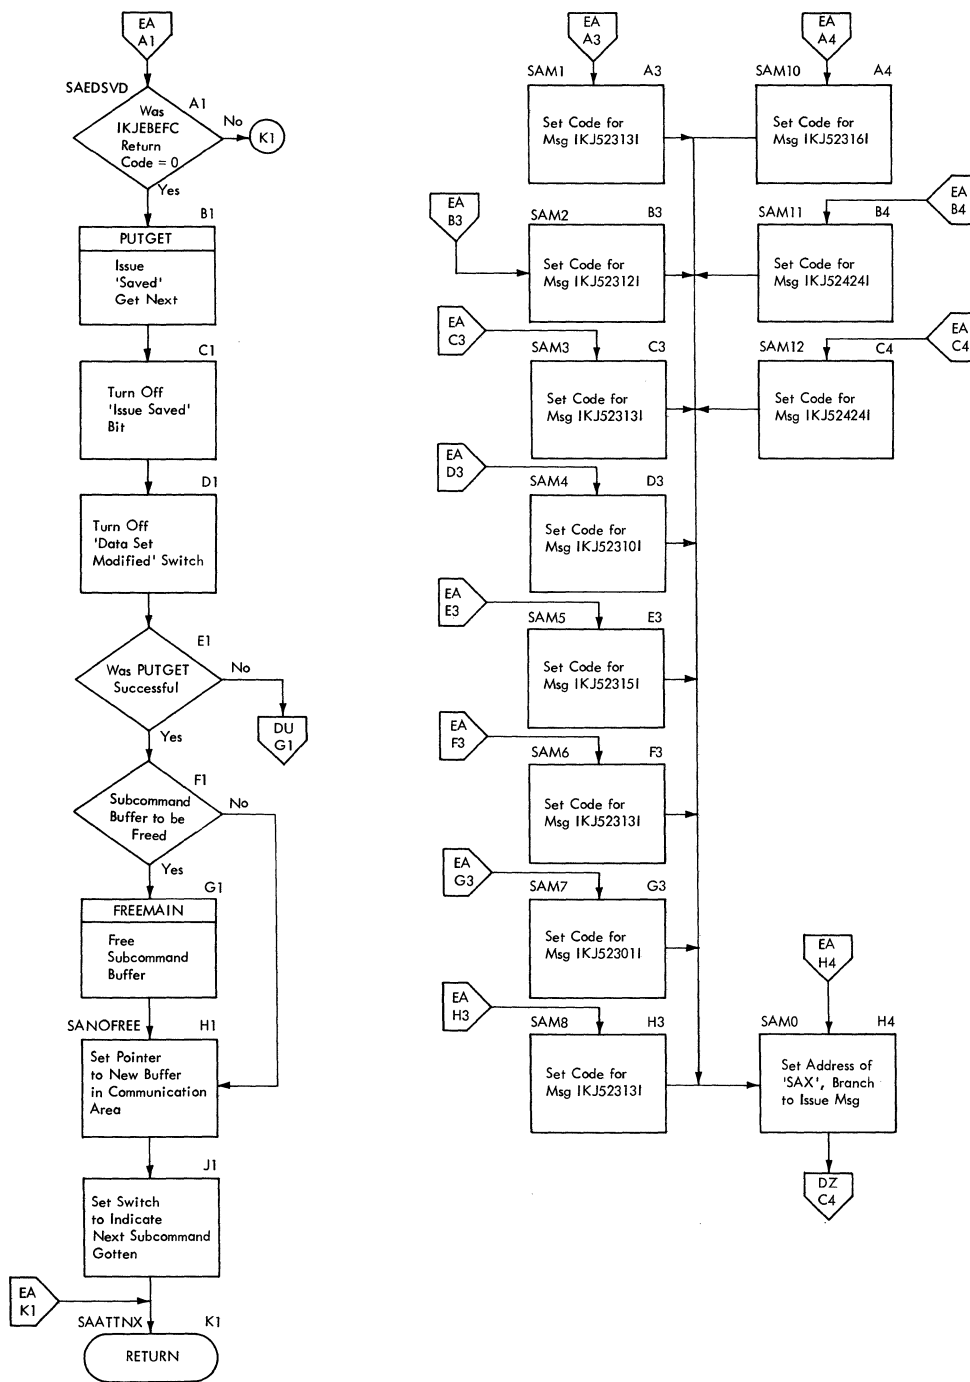 EA
A1
SAEDSVD
A1
Was
IKJEBEFC
Return
Code = 0
No
K1
Yes
B1
PUTGET
Issue
'Saved'
Get Next
C1
Turn Off
'Issue Saved'
Bit
D1
Turn Off
'Data Set
Modified' Switch
E1
Was PUTGET
Successful
No
DU
G1
Yes
F1
Subcommand
Buffer to be
Freed
No
Yes
G1
FREEMAIN
Free
Subcommand
Buffer
SANOFREE
H1
Set Pointer
to New Buffer
in Communication
Area
J1
Set Switch
to Indicate
Next Subcommand
Gotten
EA
K1
SAATTNX
K1
RETURN
EA
A3
SAM1
A3
Set Code for
Msg IKJ52313I
EA
B3
SAM2
B3
Set Code for
Msg IKJ52312I
EA
C3
SAM3
C3
Set Code for
Msg IKJ52313I
EA
D3
SAM4
D3
Set Code for
Msg IKJ52310I
EA
E3
SAM5
E3
Set Code for
Msg IKJ52315I
EA
F3
SAM6
F3
Set Code for
Msg IKJ52313I
EA
G3
SAM7
G3
Set Code for
Msg IKJ52301I
EA
H3
SAM8
H3
Set Code for
Msg IKJ52313I
EA
A4
SAM10
A4
Set Code for
Msg IKJ52316I
EA
B4
SAM11
B4
Set Code for
Msg IKJ52424I
EA
C4
SAM12
C4
Set Code for
Msg IKJ52424I
EA
H4
SAM0
H4
Set Address of
'SAX', Branch
to Issue Msg
DZ
C4